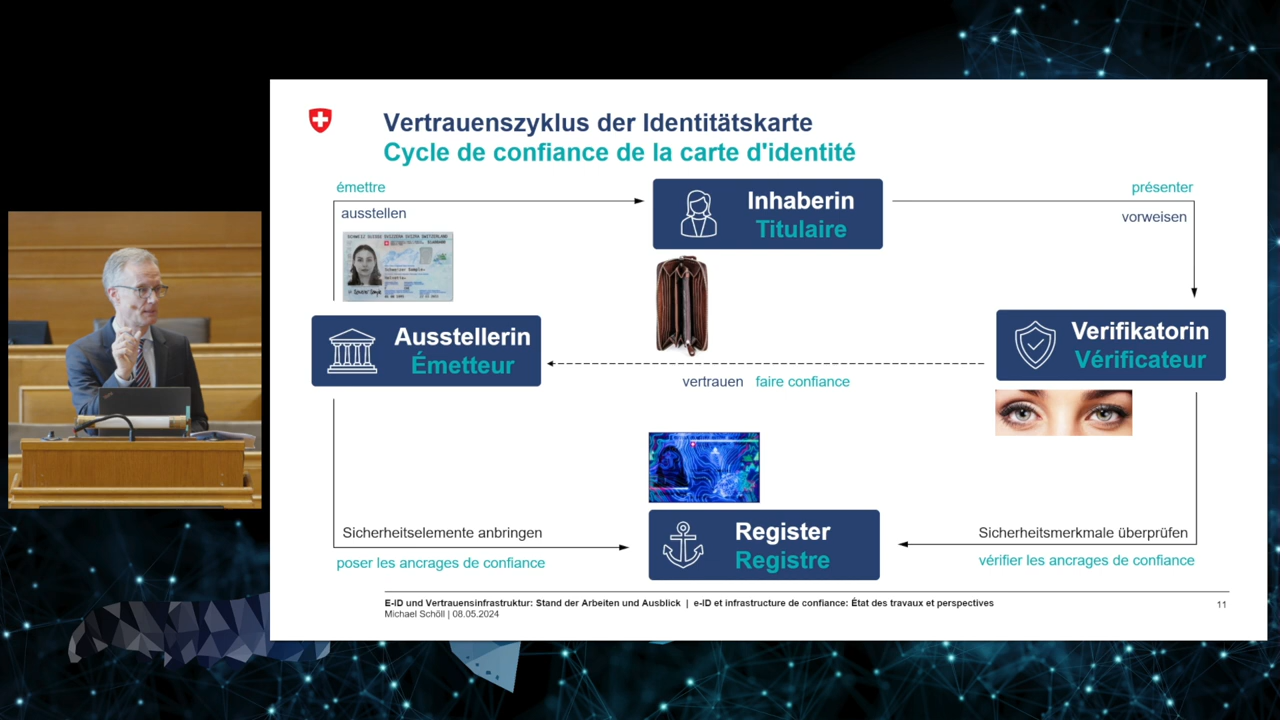 Vertrauenszyklus der Identitätskarte
Cycle de confiance de la carte d'identité
émettre
ausstellen
Inhaberin
Titulaire
présenter
vorweisen
Ausstellerin
Émetteur
Verifikatorin
Vérificateur
vertrauen faire confiance
Sicherheitselemente anbringen
poser les ancrages de confiance
Register
Registre
Sicherheitsmerkmale überprüfen
vérifier les ancrages de confiance
E-ID und Vertrauensinfrastruktur: Stand der Arbeiten und Ausblick | e-ID et infrastructure de confiance: État des travaux et perspectives
Michael Schöll | 08.05.2024
11